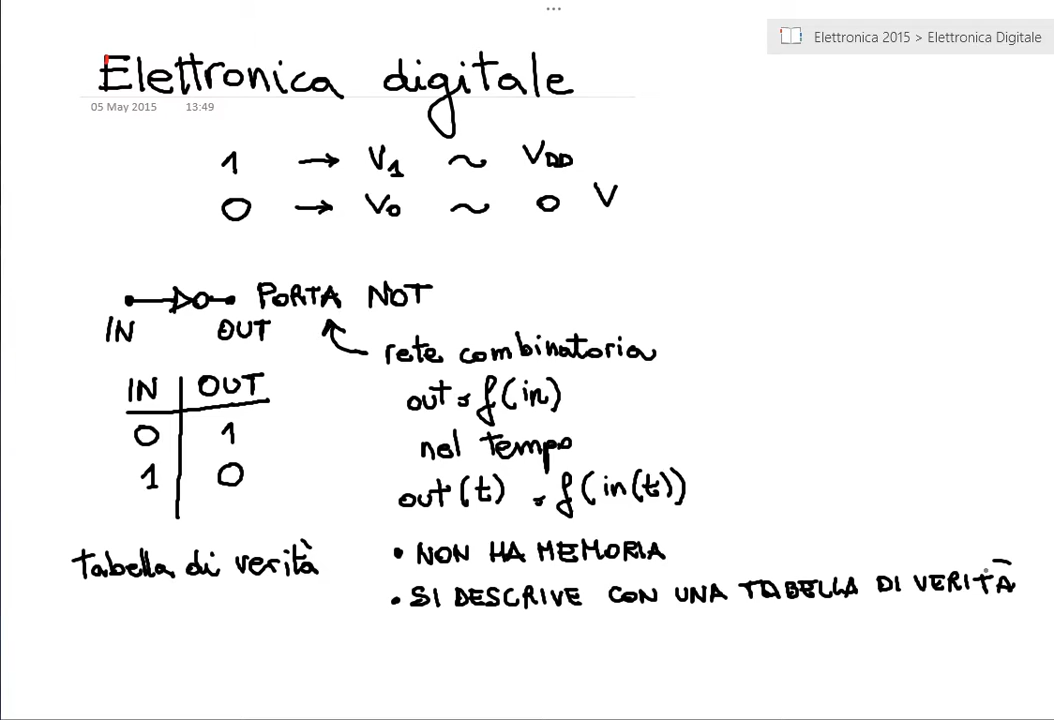 ...
Elettronica 2015 > Elettronica Digitale
Elettronica digitale
05 May 2015 13:49
1 → V1 ~ VDD
0 → V0 ~ 0 V
PORTA NOT
IN OUT
rete combinatoria
IN OUT
0 1
1 0
out = f(in)
nel tempo
out(t) = f(in(t))
tabella di verità
• NON HA MEMORIA
• SI DESCRIVE CON UNA TABELLA DI VERITÀ